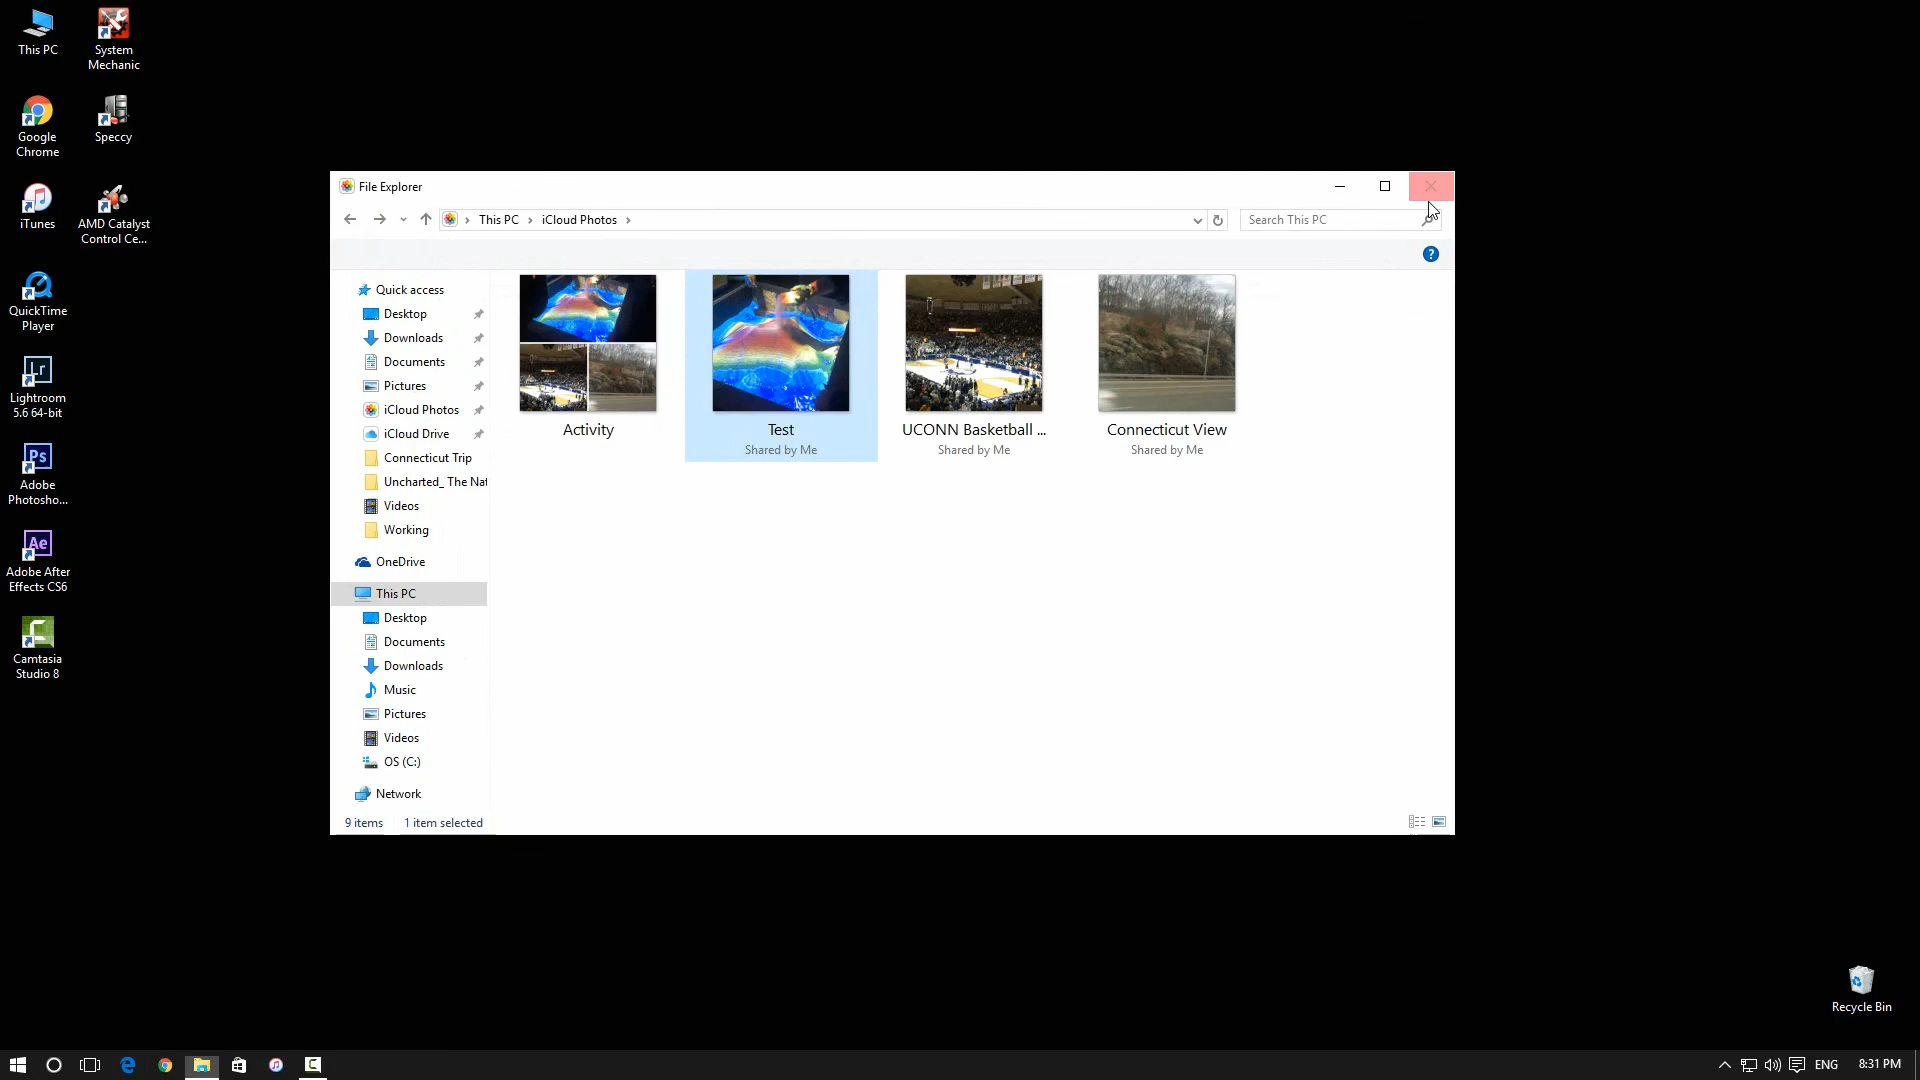 This PC
System
Mechanic
Google
Chrome
Speccy
iTunes
AMD Catalyst
Control Ce...
QuickTime
Player
Lr
Lightroom
5.6 64-bit
Ps
Adobe
Photosho...
Ae
Adobe After
Effects CS6
Camtasia
Studio 8
File Explorer
This PC
iCloud Photos
Search This PC
?
Quick access
Desktop
Downloads
Documents
Pictures
iCloud Photos
iCloud Drive
Connecticut Trip
Uncharted_ The Nat
Videos
Working
OneDrive
This PC
Desktop
Documents
Downloads
Music
Pictures
Videos
OS (C:)
Network
Activity
Test
Shared by Me
UCONN Basketball ...
Shared by Me
Connecticut View
Shared by Me
9 items
1 item selected
Recycle Bin
ENG
8:31 PM